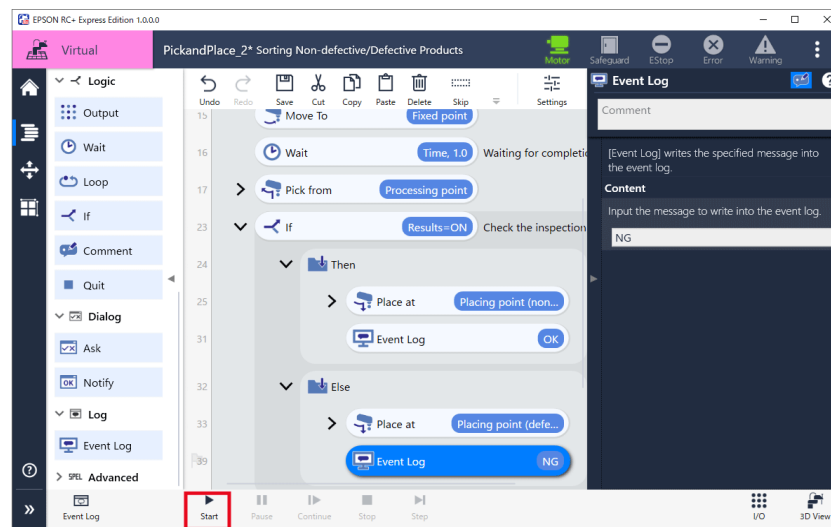 EPSON RC+ Express Edition 1.0.0.0
Virtual
PickandPlace_2* Sorting Non-defective/Defective Products
Motor
Safeguard
EStop
Error
Warning
Logic
Output
Wait
Loop
If
Comment
Quit
Dialog
Ask
Notify
Log
Event Log
SPEL Advanced
Undo
Redo
Save
Cut
Copy
Paste
Delete
Skip
Settings
15 Move To Fixed point
16 Wait Time, 1.0 Waiting for completi
17 Pick from Processing point
23 If Results=ON Check the inspection
24 Then
25 Place at Placing point (non...
31 Event Log OK
32 Else
33 Place at Placing point (defe...
39 Event Log NG
Event Log
Comment
[Event Log] writes the specified message into
the event log.
Content
Input the message to write into the event log.
NG
Event Log
Start
Pause
Continue
Stop
Step
I/O
3D View